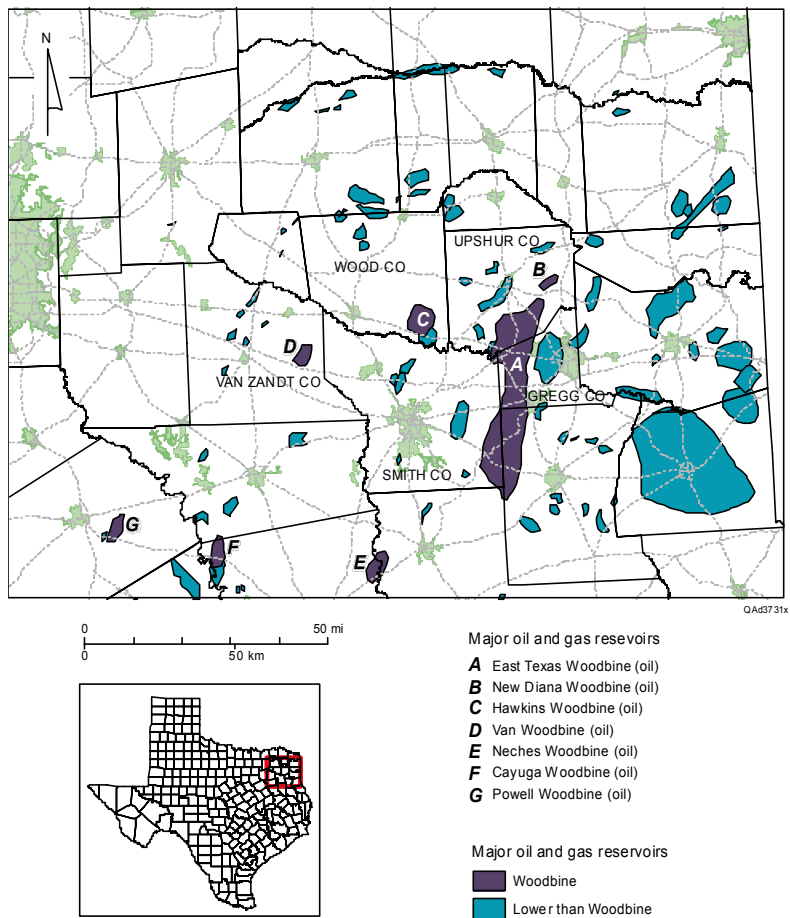 N
UPSHUR CO
WOOD CO
B
C
D
A
VAN ZANDT CO
GREGG CO
SMITH CO
G
F
E
QAd3731x
0 50 mi
0 50 km
Major oil and gas resevoirs
A East Texas Woodbine (oil)
B New Diana Woodbine (oil)
C Hawkins Woodbine (oil)
D Van Woodbine (oil)
E Neches Woodbine (oil)
F Cayuga Woodbine (oil)
G Powell Woodbine (oil)
Major oil and gas reservoirs
Woodbine
Lower than Woodbine